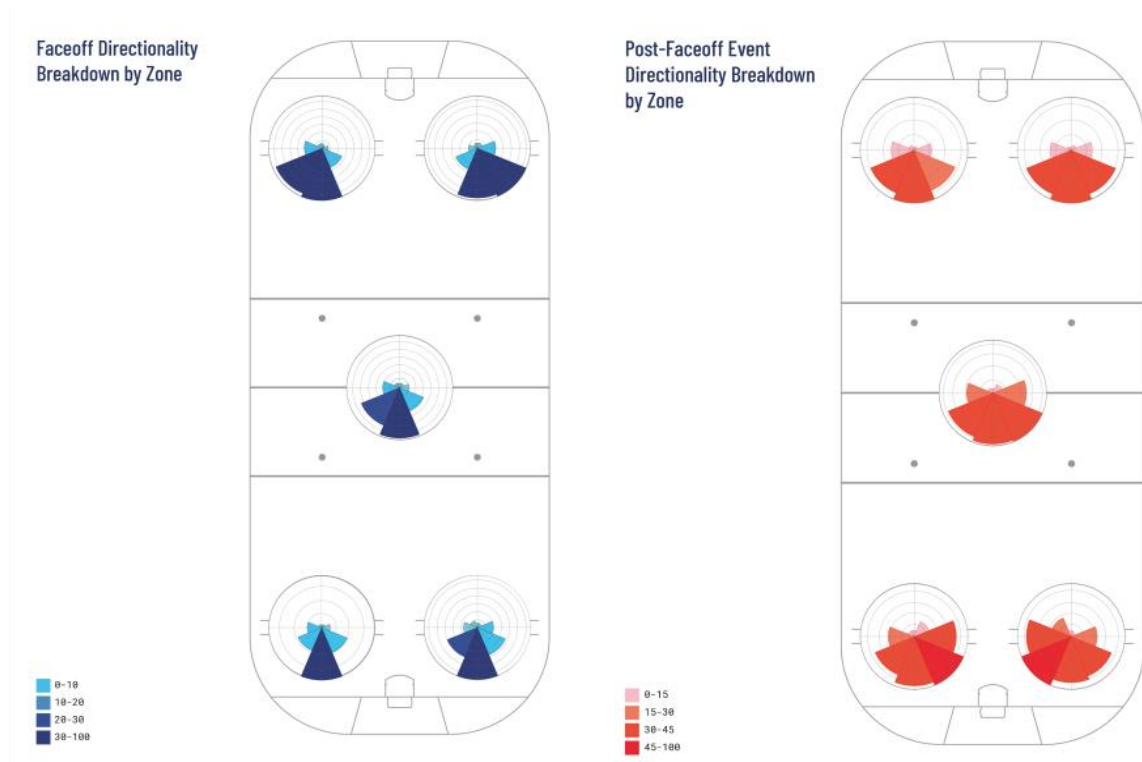 Faceoff Directionality
Breakdown by Zone
0-10
10-20
20-30
30-100
Post-Faceoff Event
Directionality Breakdown
by Zone
0-15
15-30
30-45
45-100